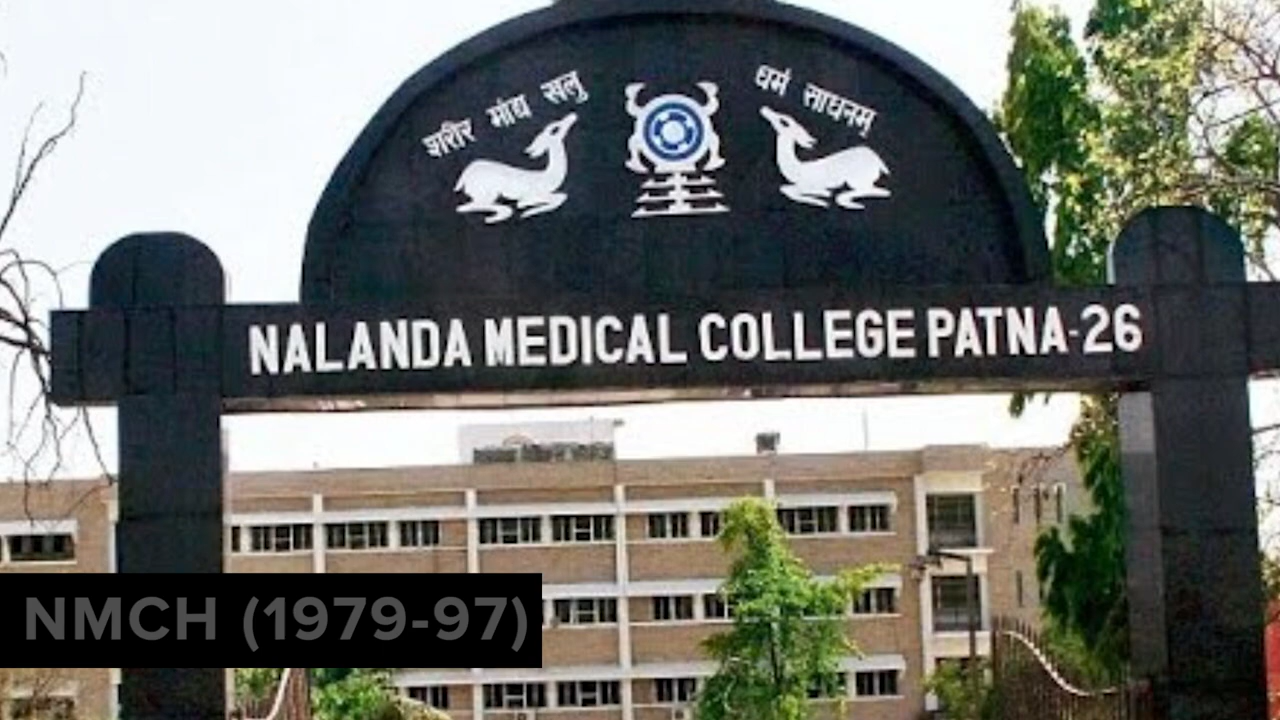 शरीर मांद्य खलु
धर्म साधनम्
NALANDA MEDICAL COLLEGE PATNA-26
NMCH (1979-97)